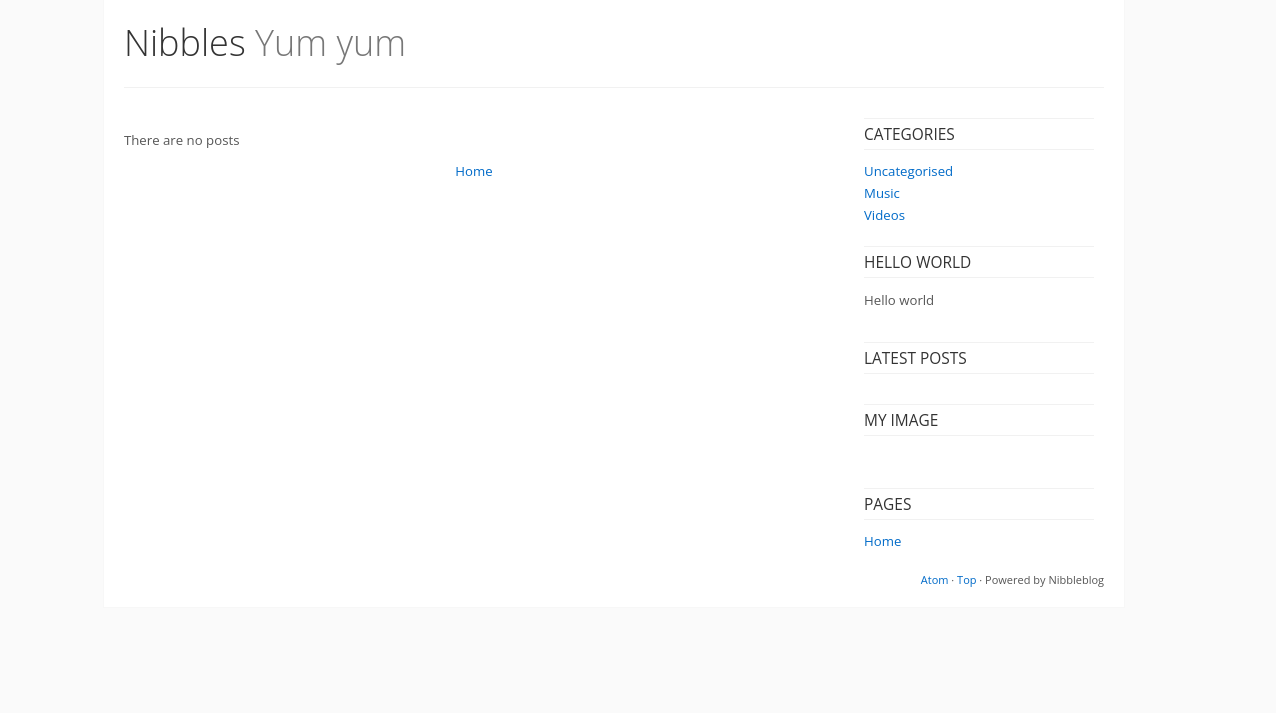 Nibbles Yum yum
There are no posts
Home
CATEGORIES
Uncategorised
Music
Videos
HELLO WORLD
Hello world
LATEST POSTS
MY IMAGE
PAGES
Home
Atom · Top · Powered by Nibbleblog